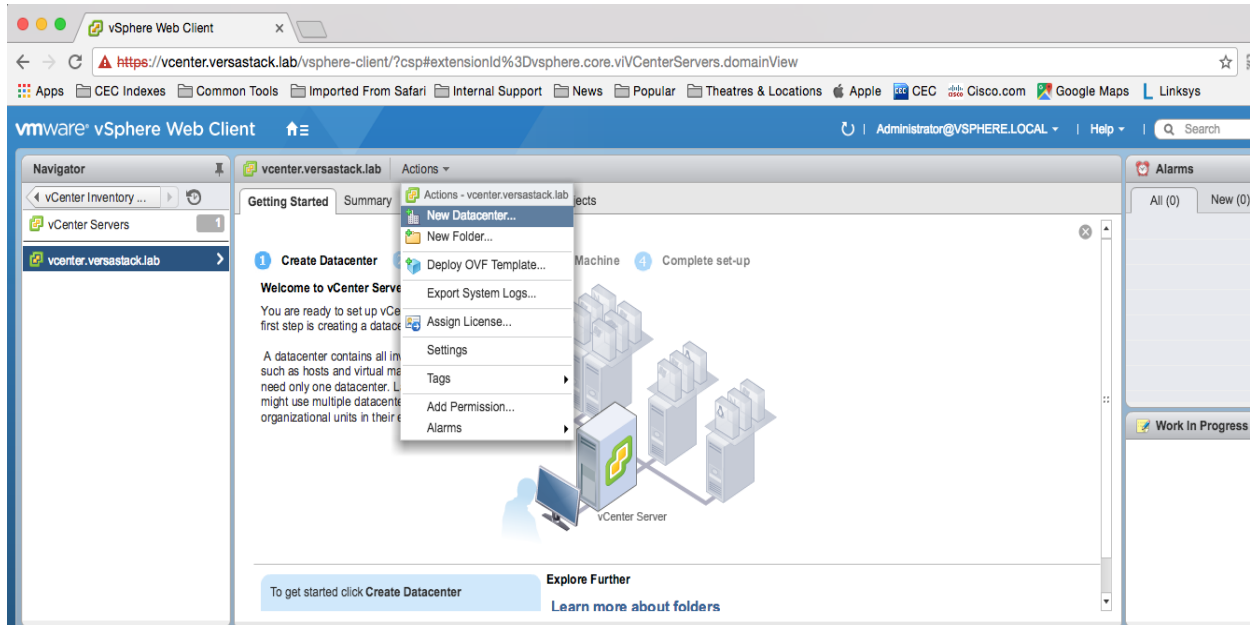 vSphere Web Client
https://vcenter.versastack.lab/vsphere-client/?csp#extensionId%3Dvsphere.core.viVCenterServers.domainView
Apps CEC Indexes Common Tools Imported From Safari Internal Support News Popular Theatres & Locations Apple CEC Cisco.com Google Maps Linksys
vmware® vSphere Web Client
Administrator@VSPHERE.LOCAL
Help
Search
Navigator
vCenter Inventory ...
vCenter Servers 1
vcenter.versastack.lab
vcenter.versastack.lab Actions
Getting Started Summary
ects
Actions - vcenter.versastack.lab
New Datacenter...
New Folder...
Deploy OVF Template...
Export System Logs...
Assign License...
Settings
Tags
Add Permission...
Alarms
1 Create Datacenter
Machine 4 Complete set-up
Welcome to vCenter Serve
You are ready to set up vCe
first step is creating a datace
A datacenter contains all inv
such as hosts and virtual ma
need only one datacenter. L
might use multiple datacente
organizational units in their e
vCenter Server
To get started click Create Datacenter
Explore Further
Learn more about folders
Alarms
All (0) New (0)
Work In Progress